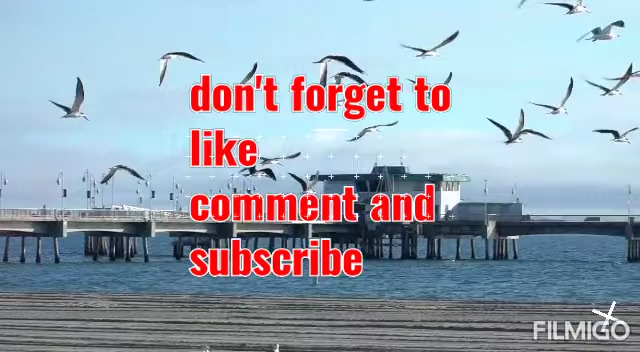 don't forget to
like
comment and
subscribe
FILMIGO